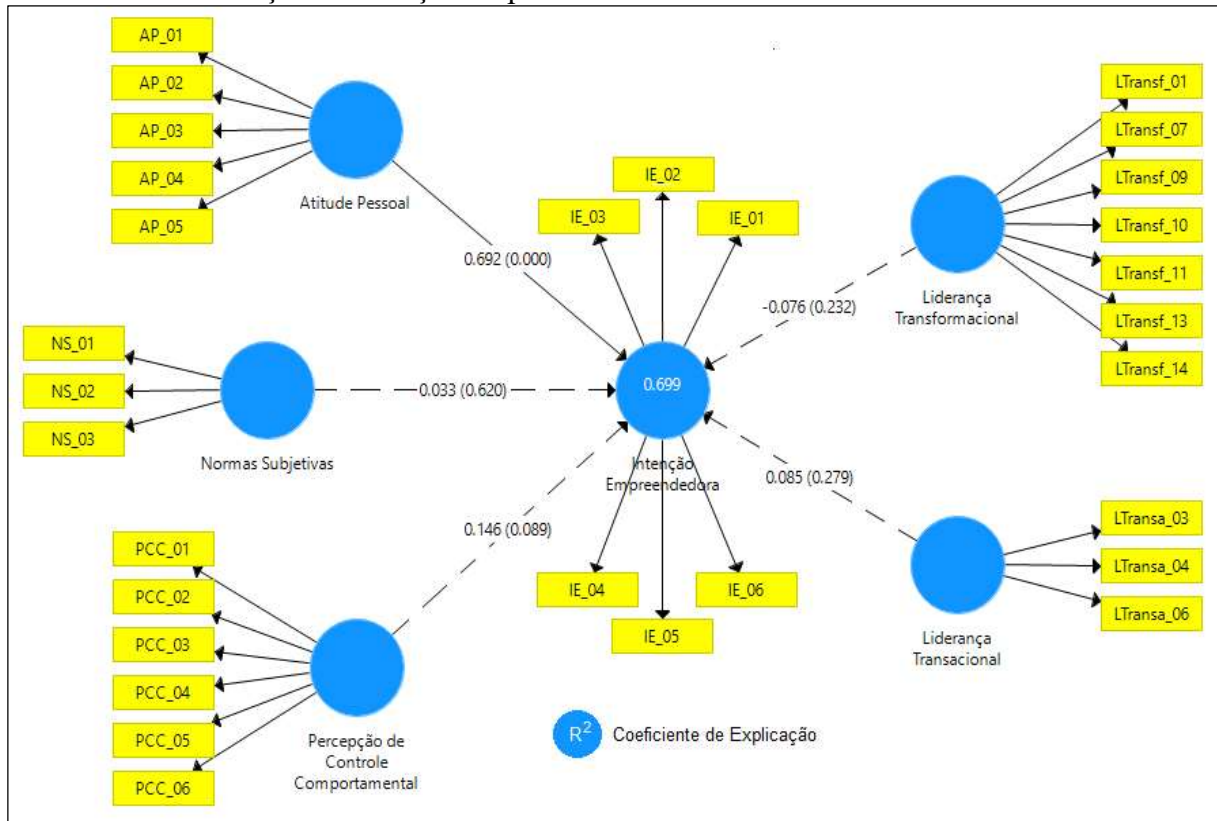 AP_01
AP_02
AP_03
AP_04
AP_05
Atitude Pessoal
0.692 (0.000)
NS_01
NS_02
NS_03
Normas Subjetivas
0.033 (0.620)
PCC_01
PCC_02
PCC_03
PCC_04
PCC_05
PCC_06
Percepção de
Controle
Comportamental
0.146 (0.089)
IE_02
IE_03
IE_01
0.699
Intenção
Empreendedora
IE_04
IE_06
IE_05
LTransf_01
LTransf_07
LTransf_09
LTransf_10
LTransf_11
LTransf_13
LTransf_14
Liderança
Transformacional
-0.076 (0.232)
LTransa_03
LTransa_04
LTransa_06
Liderança
Transacional
0.085 (0.279)
R² Coeficiente de Explicação